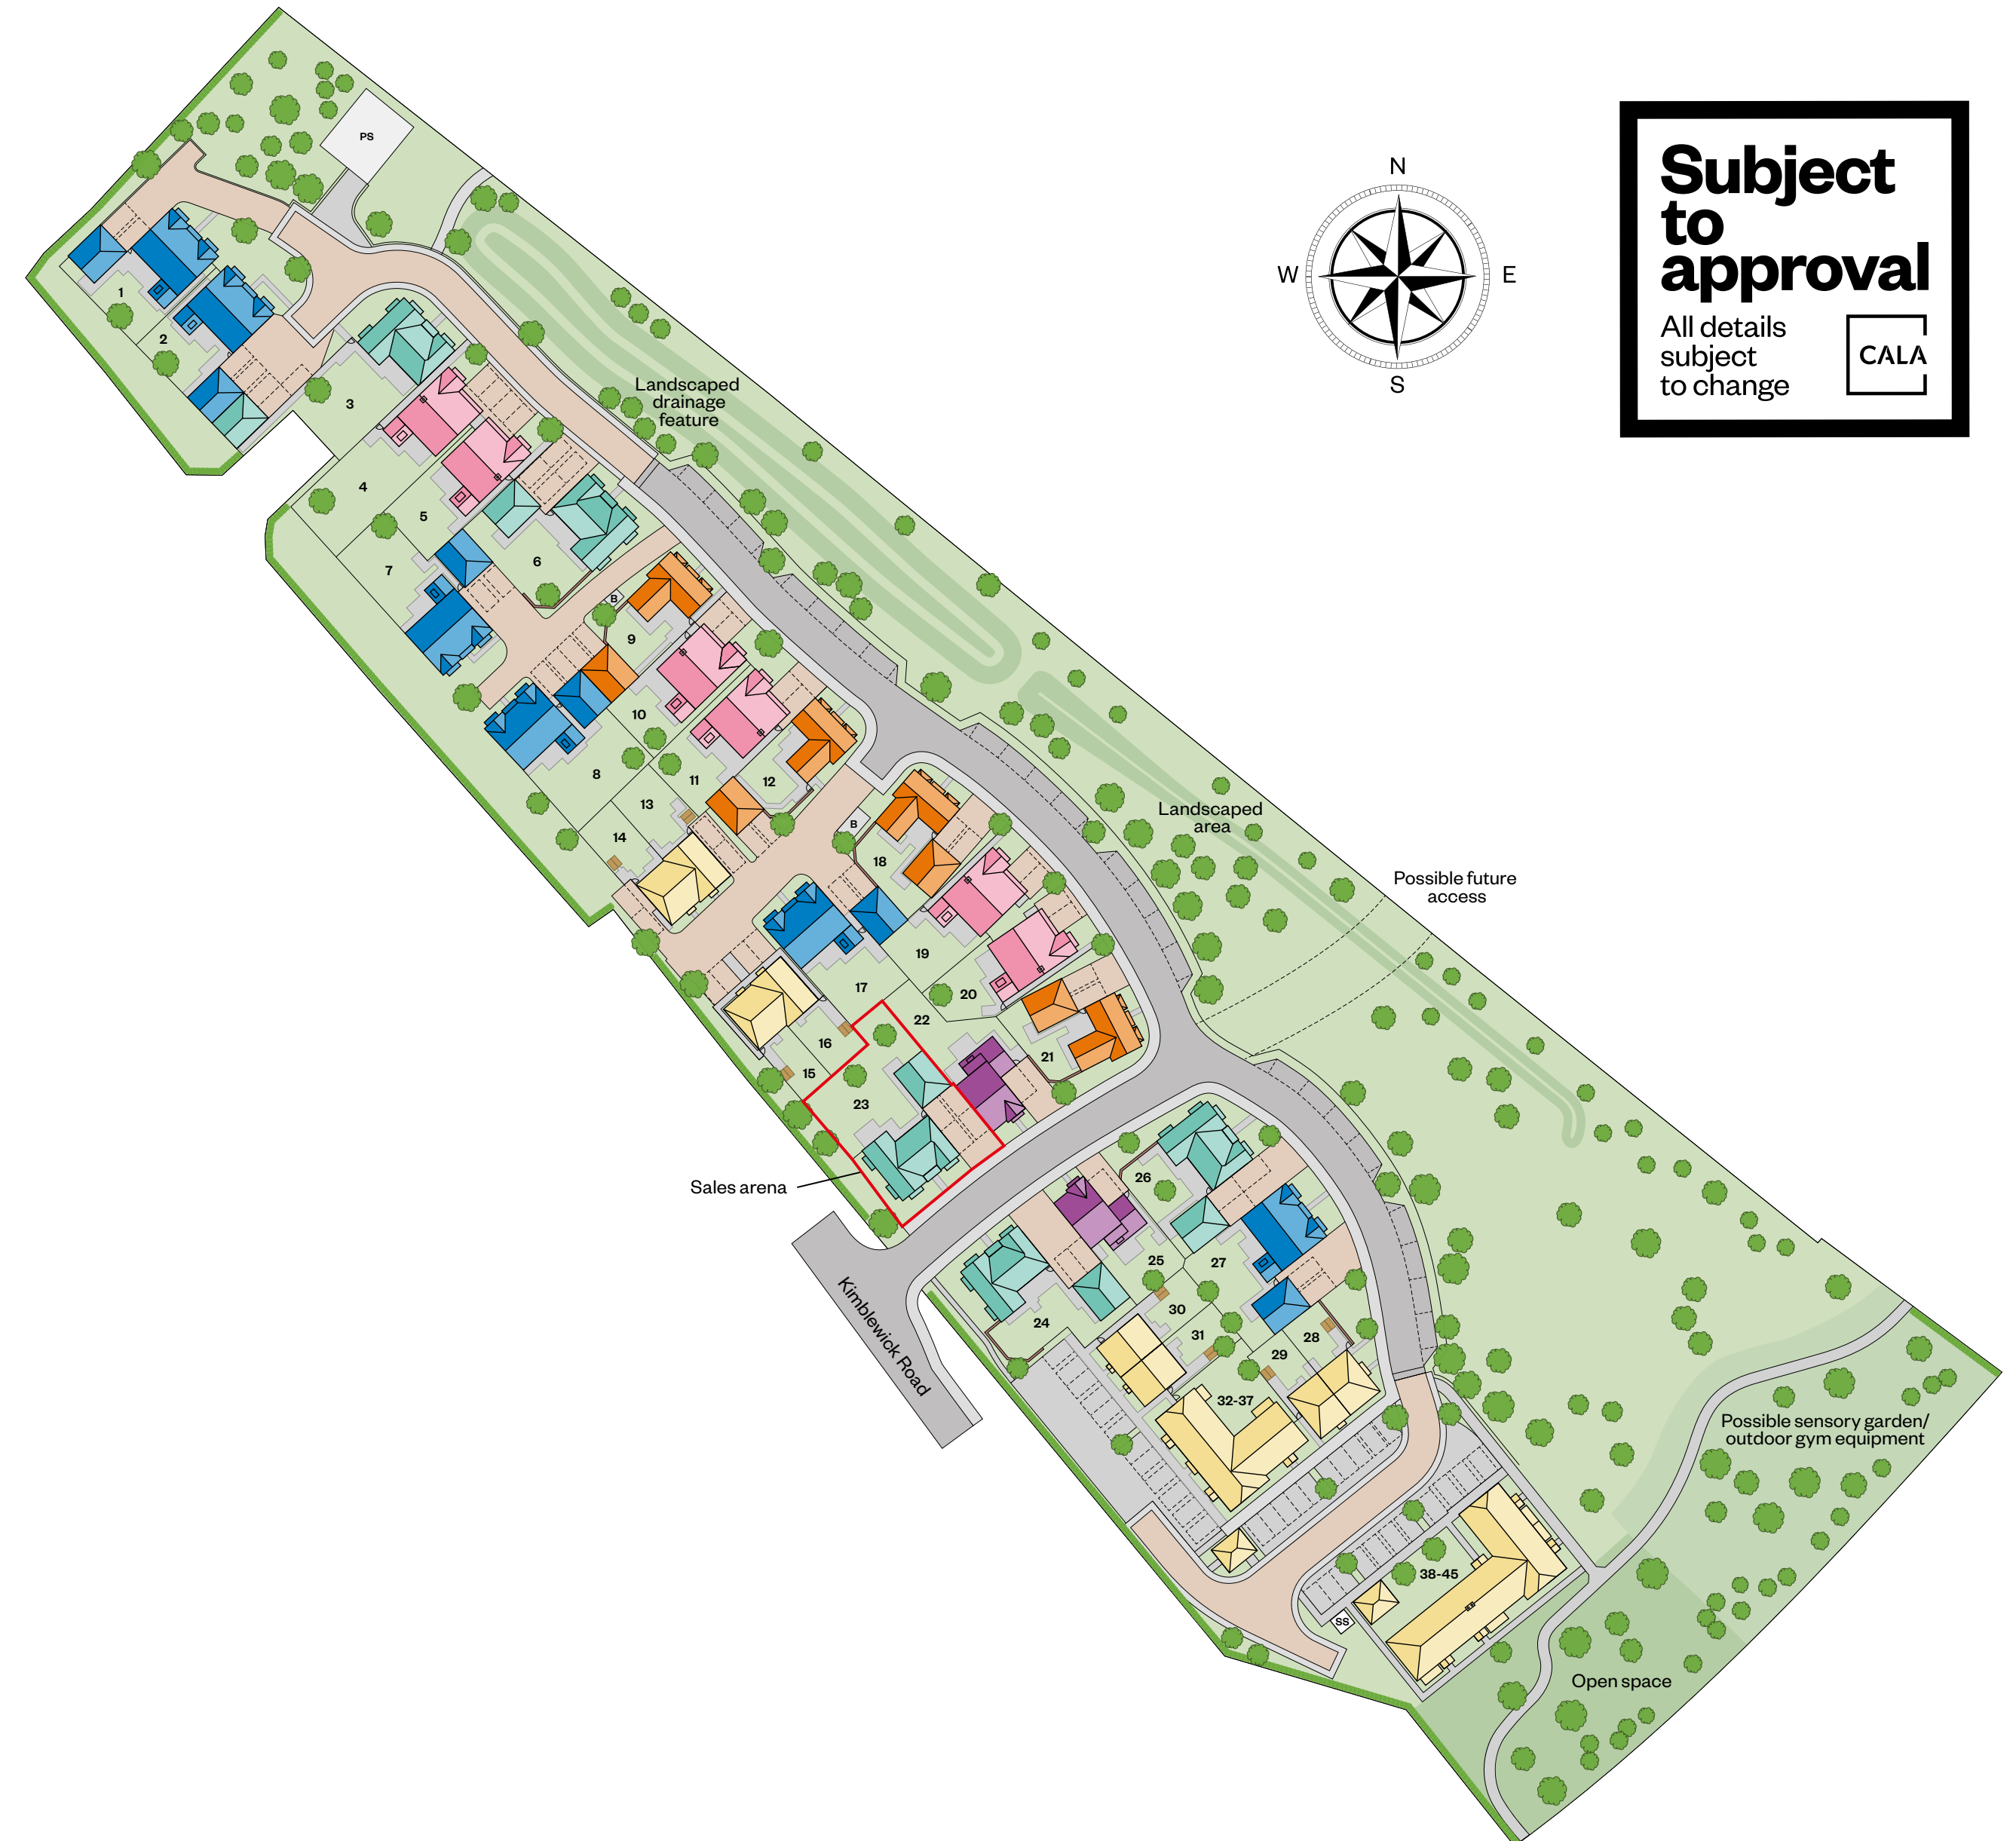 PS
N
W
E
S
Subject
to
approval
All details
subject
to change
CALA
1
2
3
4
5
6
7
8
B
9
10
11
12
13
14
Landscaped
drainage
feature
Landscaped
area
Possible future
access
B
18
19
20
17
22
21
16
15
23
Sales arena
Kimblewick Road
26
25
27
24
30
31
28
29
32-37
38-45
SS
Possible sensory garden/
outdoor gym equipment
Open space